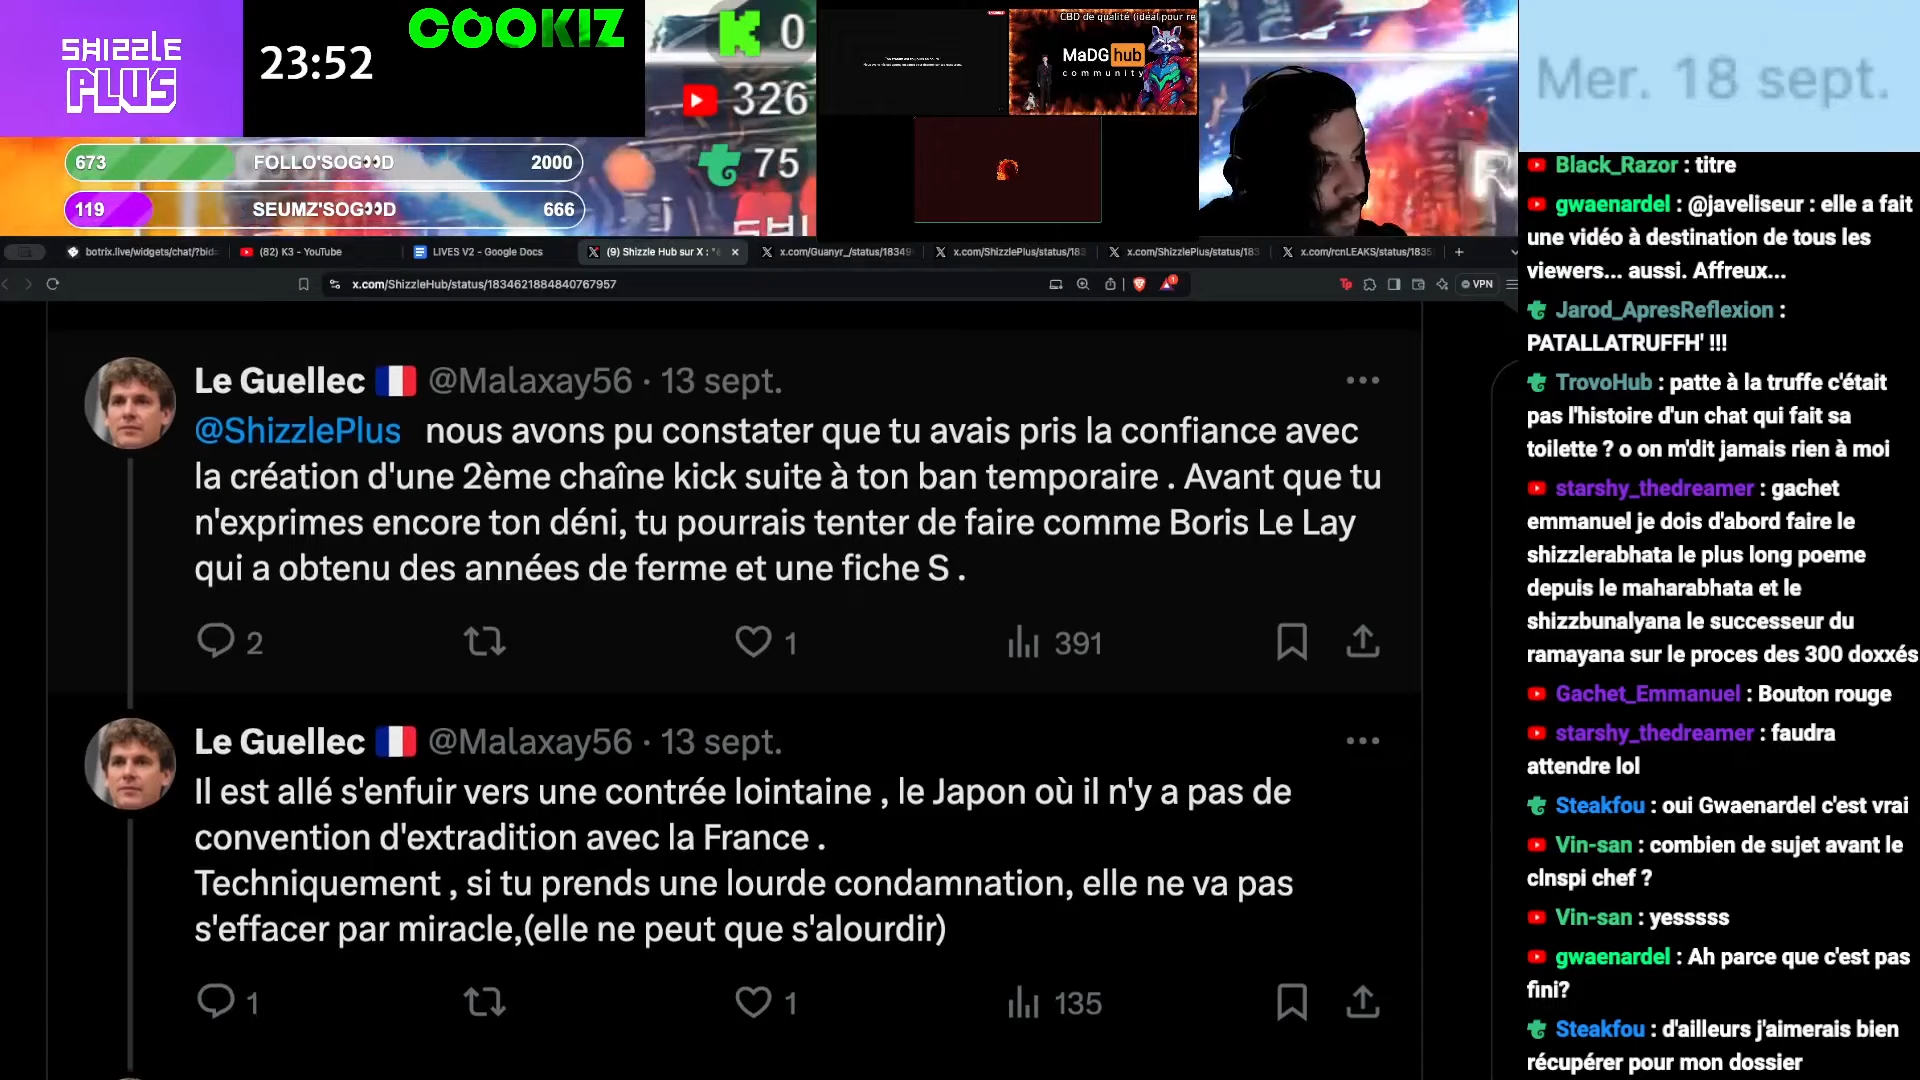 SHIZZLE
PLUS
23:52
COOKIZ
673 FOLLO'SOG👀D 2000
119 SEUMZ'SOG👀D 666
0
326
75
CBD de qualité (idéal pour re
MaDG hub
community
Mer. 18 sept.
botrix.live/widgets/chat/?bid=
(82) K3 - YouTube
LIVES V2 - Google Docs
(9) Shizzle Hub sur X : "
x.com/Guanyr_/status/18349
x.com/ShizzlePlus/status/183
x.com/ShizzlePlus/status/183
x.com/rcnLEAKS/status/1835
x.com/ShizzleHub/status/1834621884840767957
VPN
Le Guellec 🇫🇷 @Malaxay56 · 13 sept.
@ShizzlePlus nous avons pu constater que tu avais pris la confiance avec
la création d'une 2ème chaîne kick suite à ton ban temporaire . Avant que tu
n'exprimes encore ton déni, tu pourrais tenter de faire comme Boris Le Lay
qui a obtenu des années de ferme et une fiche S .
2 1 391
Le Guellec 🇫🇷 @Malaxay56 · 13 sept.
Il est allé s'enfuir vers une contrée lointaine , le Japon où il n'y a pas de
convention d'extradition avec la France .
Techniquement , si tu prends une lourde condamnation, elle ne va pas
s'effacer par miracle,(elle ne peut que s'alourdir)
1 1 135
Black_Razor : titre
gwaenardel : @javeliseur : elle a fait
une vidéo à destination de tous les
viewers... aussi. Affreux...
Jarod_ApresReflexion :
PATALLATRUFFH' !!!
TrovoHub : patte à la truffe c'était
pas l'histoire d'un chat qui fait sa
toilette ? o on m'dit jamais rien à moi
starshy_thedreamer : gachet
emmanuel je dois d'abord faire le
shizzlerabhata le plus long poeme
depuis le maharabhata et le
shizzbunalyana le successeur du
ramayana sur le proces des 300 doxxés
Gachet_Emmanuel : Bouton rouge
starshy_thedreamer : faudra
attendre lol
Steakfou : oui Gwaenardel c'est vrai
Vin-san : combien de sujet avant le
clnspi chef ?
Vin-san : yesssss
gwaenardel : Ah parce que c'est pas
fini?
Steakfou : d'ailleurs j'aimerais bien
récupérer pour mon dossier